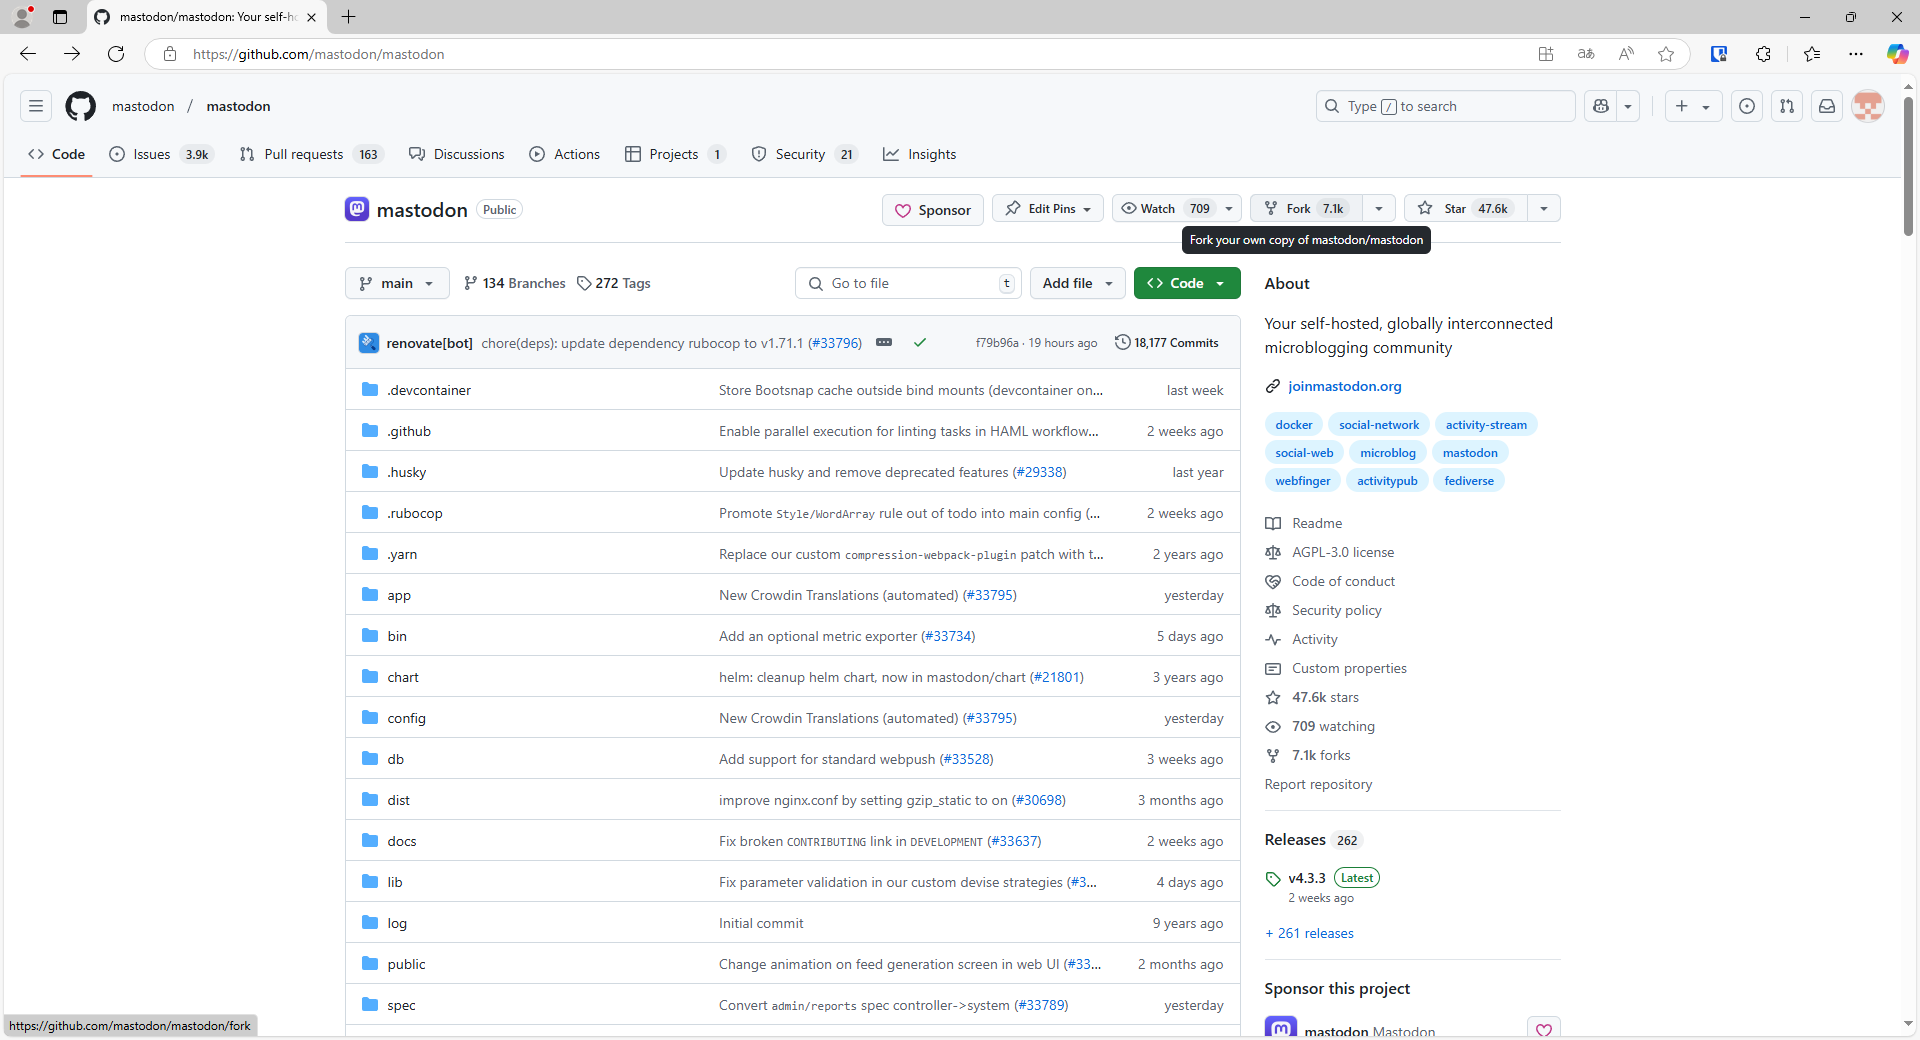 mastodon/mastodon: Your self-h
https://github.com/mastodon/mastodon
mastodon / mastodon
Type / to search
Code
Issues 3.9k
Pull requests 163
Discussions
Actions
Projects 1
Security 21
Insights
mastodon Public
Sponsor
Edit Pins
Watch 709
Fork 7.1k
Star 47.6k
Fork your own copy of mastodon/mastodon
main
134 Branches
272 Tags
Go to file t
Add file
Code
renovate[bot] chore(deps): update dependency rubocop to v1.71.1 (#33796)
f79b96a · 19 hours ago
18,177 Commits
.devcontainer Store Bootsnap cache outside bind mounts (devcontainer on... last week
.github Enable parallel execution for linting tasks in HAML workflow... 2 weeks ago
.husky Update husky and remove deprecated features (#29338) last year
.rubocop Promote Style/WordArray rule out of todo into main config (... 2 weeks ago
.yarn Replace our custom compression-webpack-plugin patch with t... 2 years ago
app New Crowdin Translations (automated) (#33795) yesterday
bin Add an optional metric exporter (#33734) 5 days ago
chart helm: cleanup helm chart, now in mastodon/chart (#21801) 3 years ago
config New Crowdin Translations (automated) (#33795) yesterday
db Add support for standard webpush (#33528) 3 weeks ago
dist improve nginx.conf by setting gzip_static to on (#30698) 3 months ago
docs Fix broken CONTRIBUTING link in DEVELOPMENT (#33637) 2 weeks ago
lib Fix parameter validation in our custom devise strategies (#3... 4 days ago
log Initial commit 9 years ago
public Change animation on feed generation screen in web UI (#33... 2 months ago
spec Convert admin/reports spec controller->system (#33789) yesterday
About
Your self-hosted, globally interconnected
microblogging community
joinmastodon.org
docker social-network activity-stream
social-web microblog mastodon
webfinger activitypub fediverse
Readme
AGPL-3.0 license
Code of conduct
Security policy
Activity
Custom properties
47.6k stars
709 watching
7.1k forks
Report repository
Releases 262
v4.3.3 Latest
2 weeks ago
+ 261 releases
Sponsor this project
mastodon Mastodon
https://github.com/mastodon/mastodon/fork